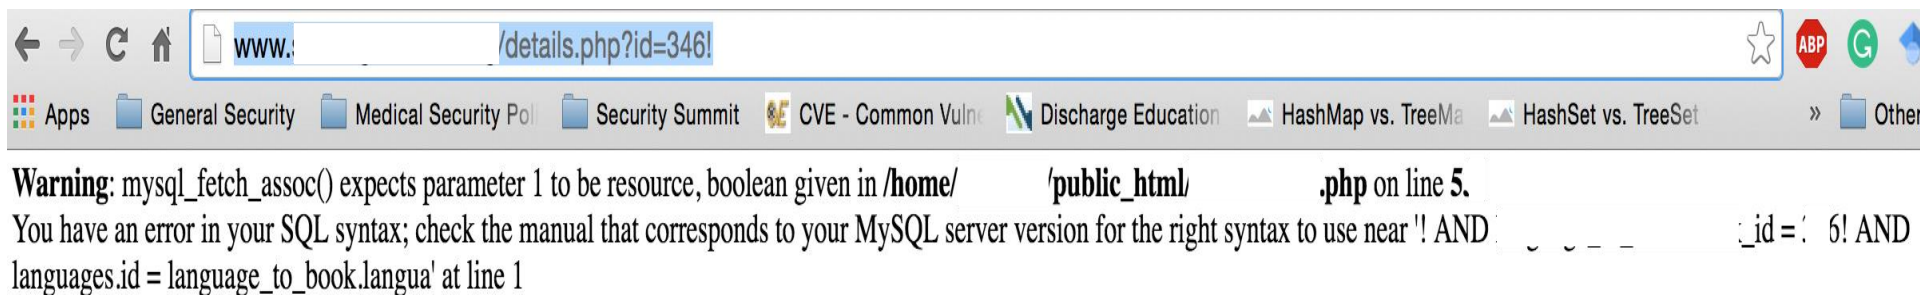 www.s /details.php?id=346!
ABP G
Apps General Security Medical Security Poli Security Summit CVE - Common Vulne Discharge Education HashMap vs. TreeMa HashSet vs. TreeSet » Other
Warning: mysql_fetch_assoc() expects parameter 1 to be resource, boolean given in /home/ /public_html/ .php on line 5.
You have an error in your SQL syntax; check the manual that corresponds to your MySQL server version for the right syntax to use near '! AND _id = 6! AND
languages.id = language_to_book.langua' at line 1